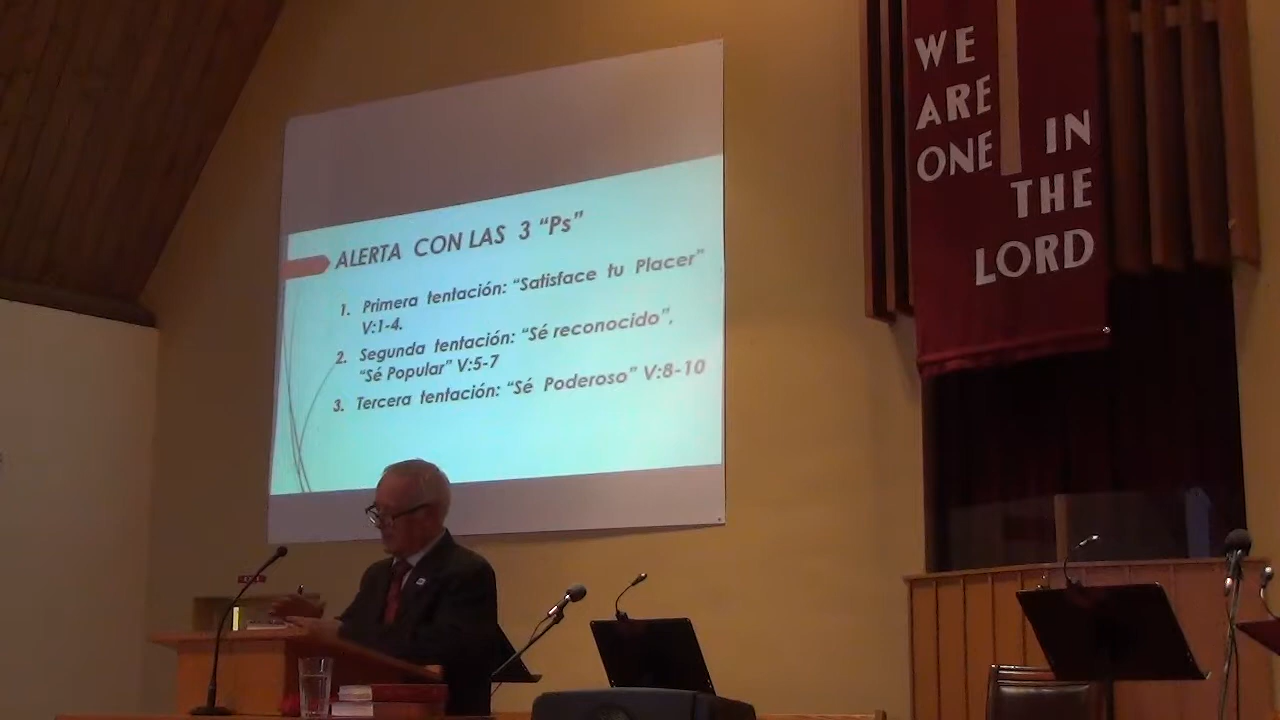 ALERTA CON LAS 3 “Ps”
1. Primera tentación: “Satisface tu Placer”
V:1-4.
2. Segunda tentación: “Sé reconocido”,
“Sé Popular” V:5-7
3. Tercera tentación: “Sé Poderoso” V:8-10
WE
ARE
ONE IN
THE
LORD